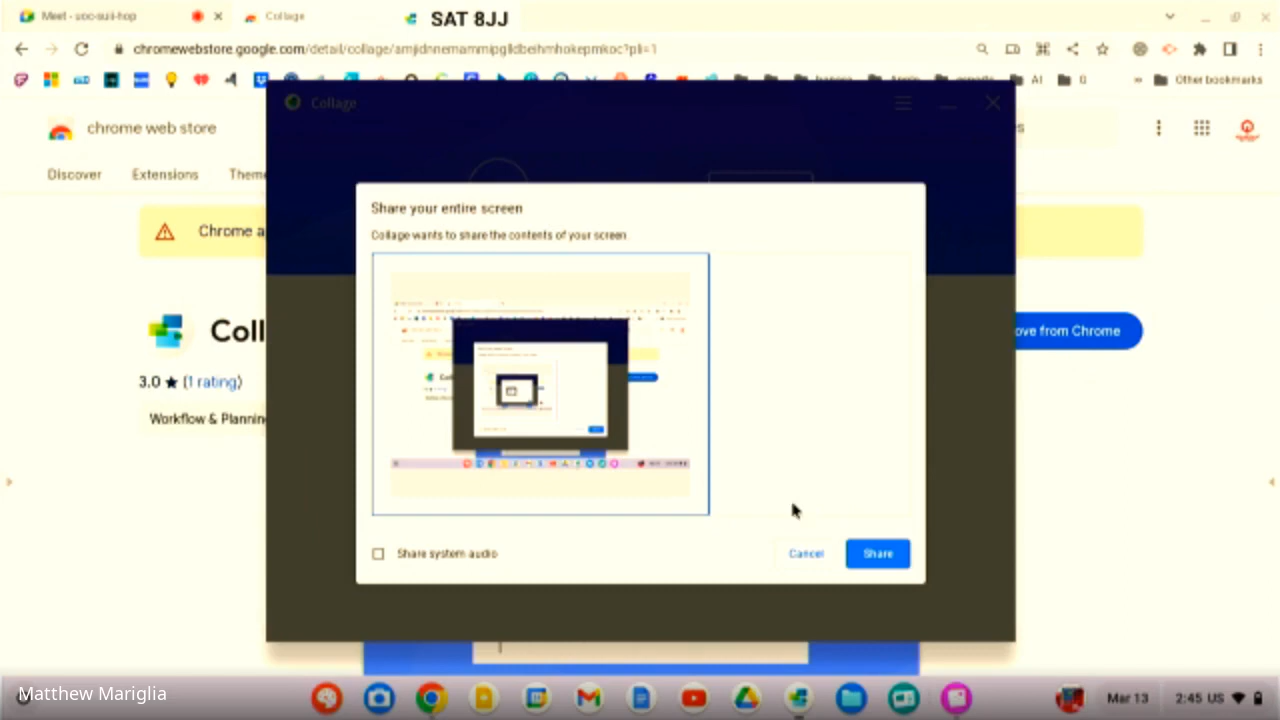 Meet - uoc-suii-hop
Collage
SAT 8JJ
chromewebstore.google.com/detail/collage/
Other bookmarks
AI
G
Collage
chrome web store
s
Discover
Extensions
Theme
Share your entire screen
Collage wants to share the contents of your screen
Chrome a
Coll
ove from Chrome
3.0 ★ (1 rating)
Workflow & Plannin
Share system audio
Cancel
Share
Matthew Mariglia
Mar 13
2:45 US